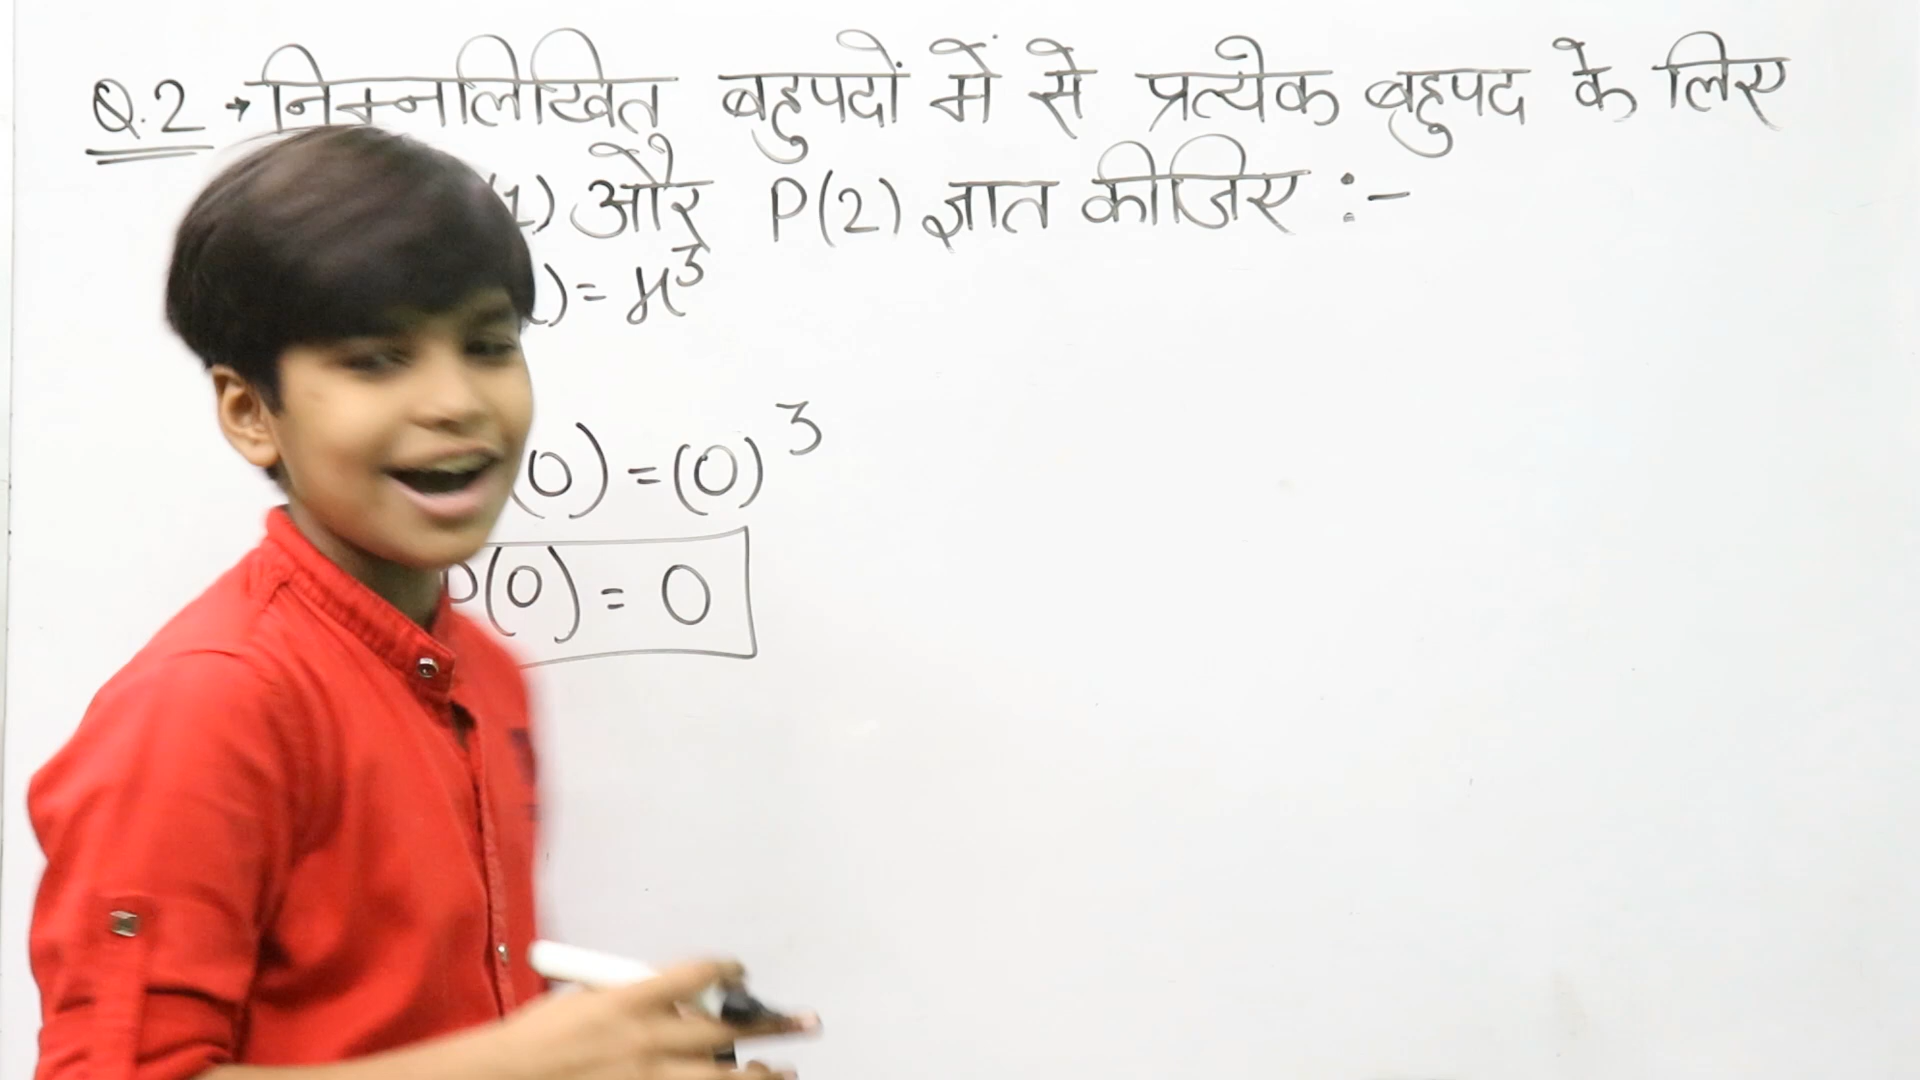 Q.2 → निम्नलिखित बहुपदों में से प्रत्येक बहुपद के लिए
(1) और P(2) ज्ञात कीजिए :-
) = x³
(0) = (0)³
P(0) = 0